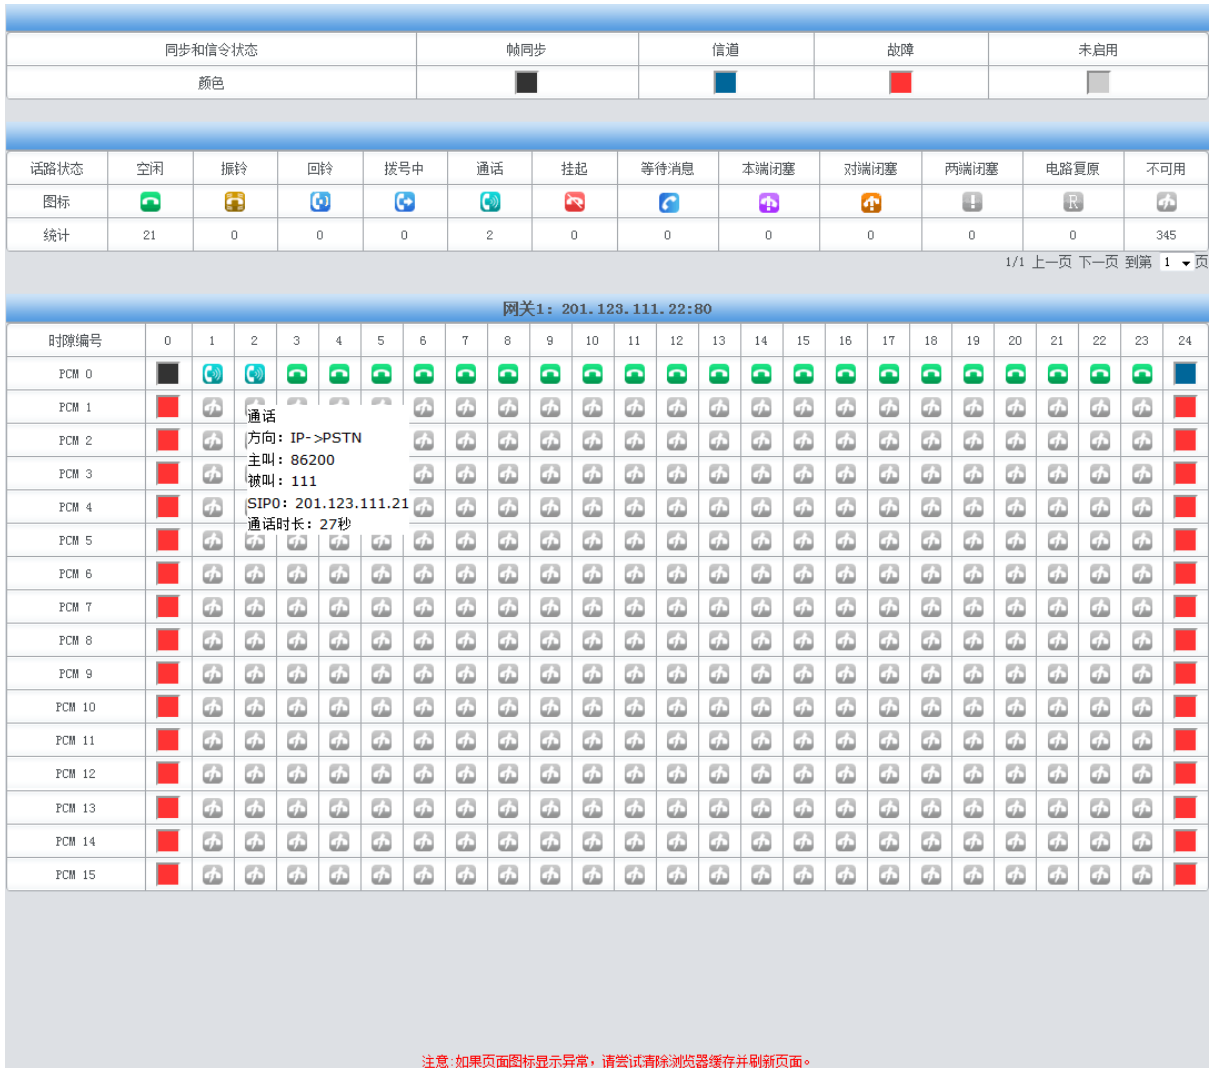 同步和信令状态 帧同步 信道 故障 未启用
颜色
话路状态 空闲 振铃 回铃 拨号中 通话 挂起 等待消息 本端闭塞 对端闭塞 两端闭塞 电路复原 不可用
图标 R
统计 21 0 0 0 2 0 0 0 0 0 0 345
1/1 上一页 下一页 到第 1 页
网关1: 201.123.111.22:80
时隙编号 0 1 2 3 4 5 6 7 8 9 10 11 12 13 14 15 16 17 18 19 20 21 22 23 24
PCM 0
PCM 1
通话
PCM 2
方向: IP->PSTN
主叫: 86200
PCM 3
被叫: 111
PCM 4
SIP0: 201.123.111.21
通话时长: 27秒
PCM 5
PCM 6
PCM 7
PCM 8
PCM 9
PCM 10
PCM 11
PCM 12
PCM 13
PCM 14
PCM 15
注意:如果页面图标显示异常，请尝试清除浏览器缓存并刷新页面。